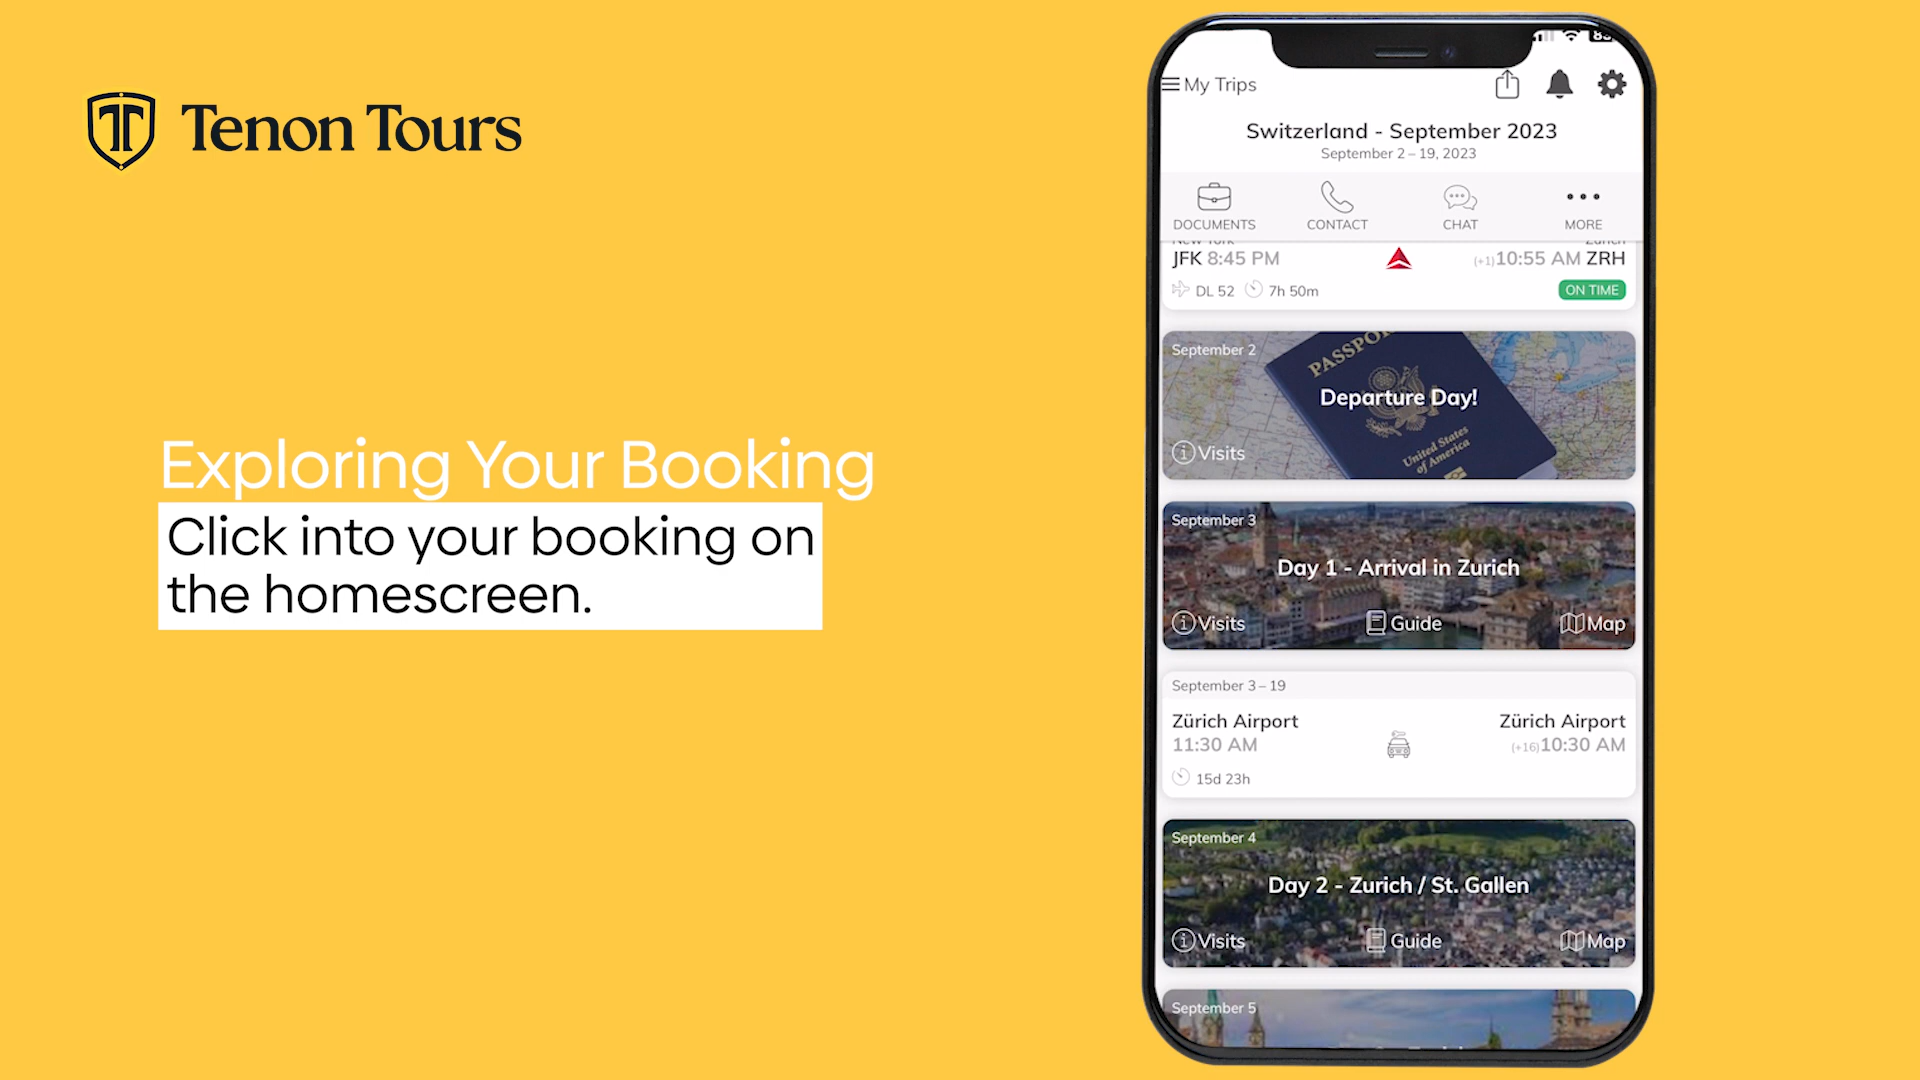 Tenon Tours
Exploring Your Booking
Click into your booking on
the homescreen.
My Trips
Switzerland - September 2023
September 2 – 19, 2023
DOCUMENTS CONTACT CHAT MORE
New York Zurich
JFK 8:45 PM (+1)10:55 AM ZRH
DL 52 7h 50m ON TIME
September 2
PASSPORT
Departure Day!
United States
of America
Visits
September 3
Day 1 - Arrival in Zurich
Visits Guide Map
September 3 – 19
Zürich Airport Zürich Airport
11:30 AM (+16)10:30 AM
15d 23h
September 4
Day 2 - Zurich / St. Gallen
Visits Guide Map
September 5